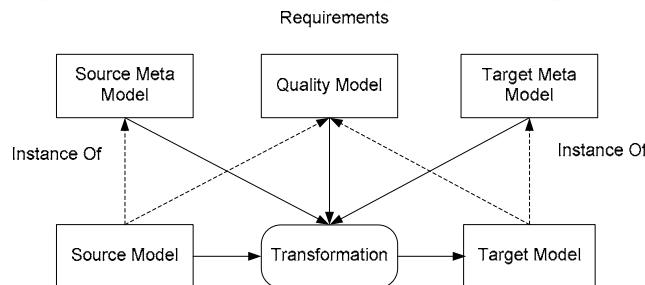 Requirements
Source Meta
Model
Quality Model
Target Meta
Model
Instance Of
Instance Of
Source Model
Transformation
Target Model